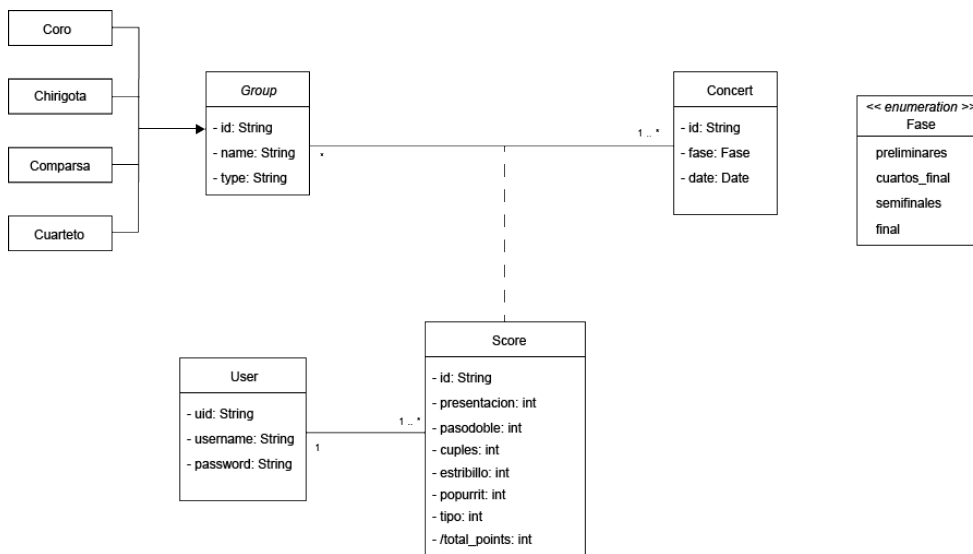 Coro
Chirigota
Comparsa
Cuarteto
Group
- id: String
- name: String
- type: String
*
1 .. *
Concert
- id: String
- fase: Fase
- date: Date
<< enumeration >>
Fase
preliminares
cuartos_final
semifinales
final
User
- uid: String
- username: String
- password: String
1
1 .. *
Score
- id: String
- presentacion: int
- pasodoble: int
- cuples: int
- estribillo: int
- popurrit: int
- tipo: int
- /total_points: int